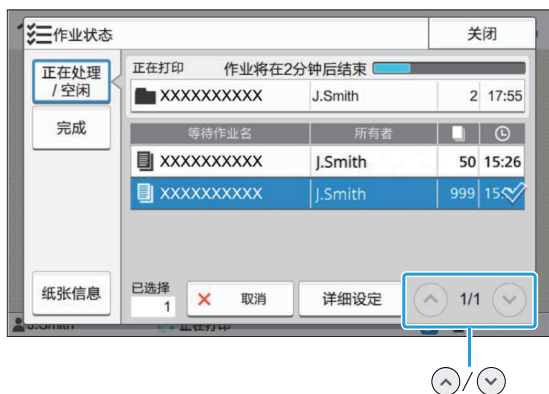 作业状态 关闭
正在处理
/ 空闲
完成
纸张信息
正在打印 作业将在2分钟后结束
XXXXXXXXXX J.Smith 2 17:55
等待作业名 所有者
XXXXXXXXXX J.Smith 50 15:26
XXXXXXXXXX J.Smith 999
已选择
1
取消 详细设定 1/1
J.Smith 正在打印
/